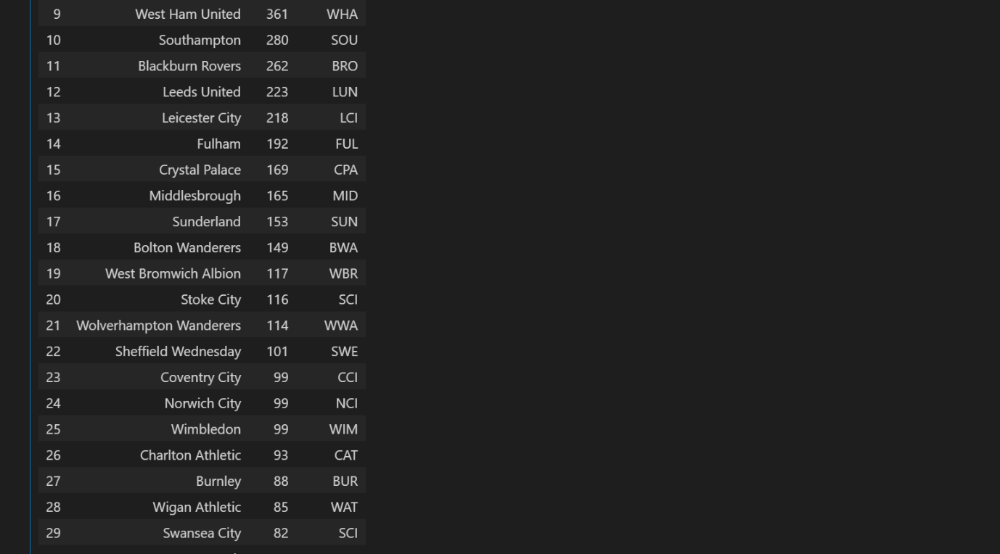 9 West Ham United 361 WHA
10 Southampton 280 SOU
11 Blackburn Rovers 262 BRO
12 Leeds United 223 LUN
13 Leicester City 218 LCI
14 Fulham 192 FUL
15 Crystal Palace 169 CPA
16 Middlesbrough 165 MID
17 Sunderland 153 SUN
18 Bolton Wanderers 149 BWA
19 West Bromwich Albion 117 WBR
20 Stoke City 116 SCI
21 Wolverhampton Wanderers 114 WWA
22 Sheffield Wednesday 101 SWE
23 Coventry City 99 CCI
24 Norwich City 99 NCI
25 Wimbledon 99 WIM
26 Charlton Athletic 93 CAT
27 Burnley 88 BUR
28 Wigan Athletic 85 WAT
29 Swansea City 82 SCI